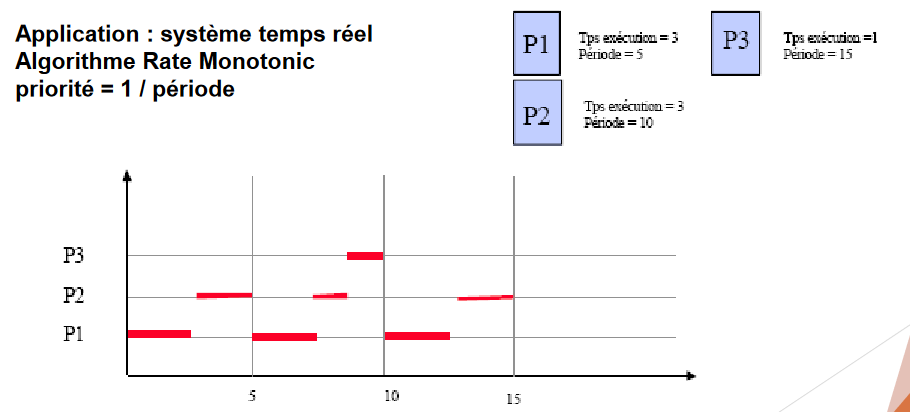 Application : système temps réel
Algorithme Rate Monotonic
priorité = 1 / période
P1
Tps exécution = 3
Période = 5
P3
Tps exécution =1
Période = 15
P2
Tps exécution = 3
Période = 10
P3
P2
P1
5
10
15